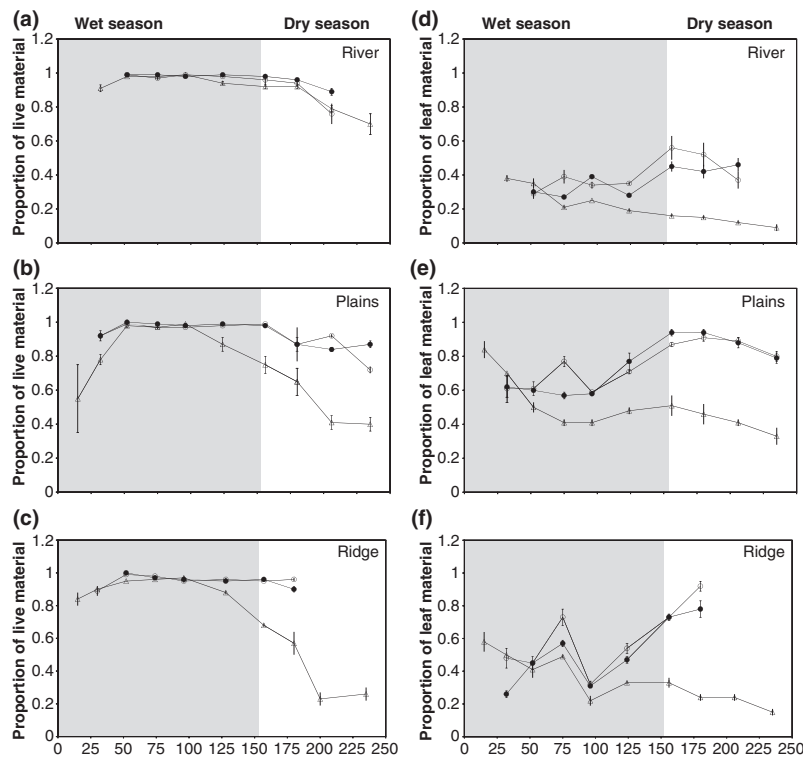 (a) Wet season Dry season
River
Proportion of live material
1.2
1
0.8
0.6
0.4
0.2
0
(b)
Plains
Proportion of live material
1.2
1
0.8
0.6
0.4
0.2
0
(c)
Ridge
Proportion of live material
1.2
1
0.8
0.6
0.4
0.2
0
0 25 50 75 100 125 150 175 200 225 250
(d) Wet season Dry season
River
Proportion of leaf material
1.2
1
0.8
0.6
0.4
0.2
0
(e)
Plains
Proportion of leaf material
1.2
1
0.8
0.6
0.4
0.2
0
(f)
Ridge
Proportion of leaf material
1.2
1
0.8
0.6
0.4
0.2
0
0 25 50 75 100 125 150 175 200 225 250